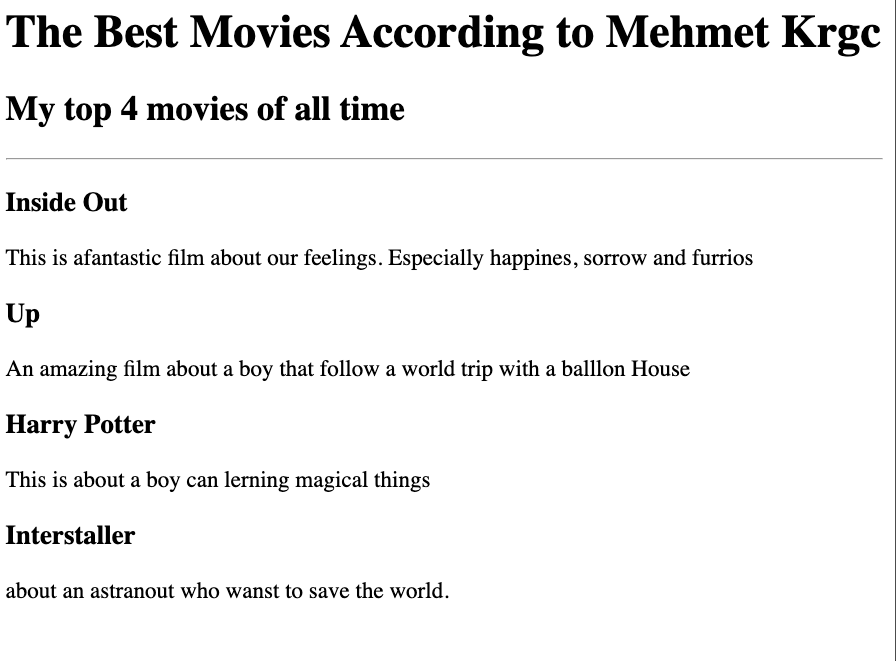 The Best Movies According to Mehmet Krgc
My top 4 movies of all time
Inside Out
This is afantastic film about our feelings. Especially happines, sorrow and furrios
Up
An amazing film about a boy that follow a world trip with a balllon House
Harry Potter
This is about a boy can lerning magical things
Interstaller
about an astranout who wanst to save the world.